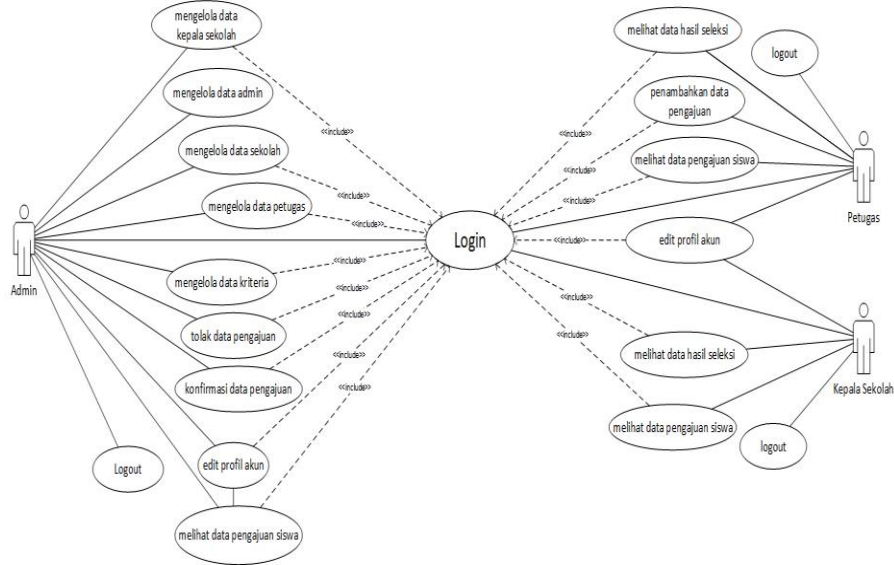 mengelola data
kepala sekolah
mengelola data admin
mengelola data sekolah
mengelola data petugas
mengelola data kriteria
tolak data pengajuan
konfirmasi data pengajuan
edit profil akun
melihat data pengajuan siswa
Logout
Admin
<<include>>
<<include>>
<<include>>
<<include>>
<<include>>
<<include>>
<<include>>
<<include>>
Login
<<include>>
<<include>>
<<include>>
<<include>>
<<include>>
<<include>>
melihat data hasil seleksi
logout
penambahkan data
pengajuan
melihat data pengajuan siswa
Petugas
edit profil akun
melihat data hasil seleksi
Kepala Sekolah
melihat data pengajuan siswa
logout